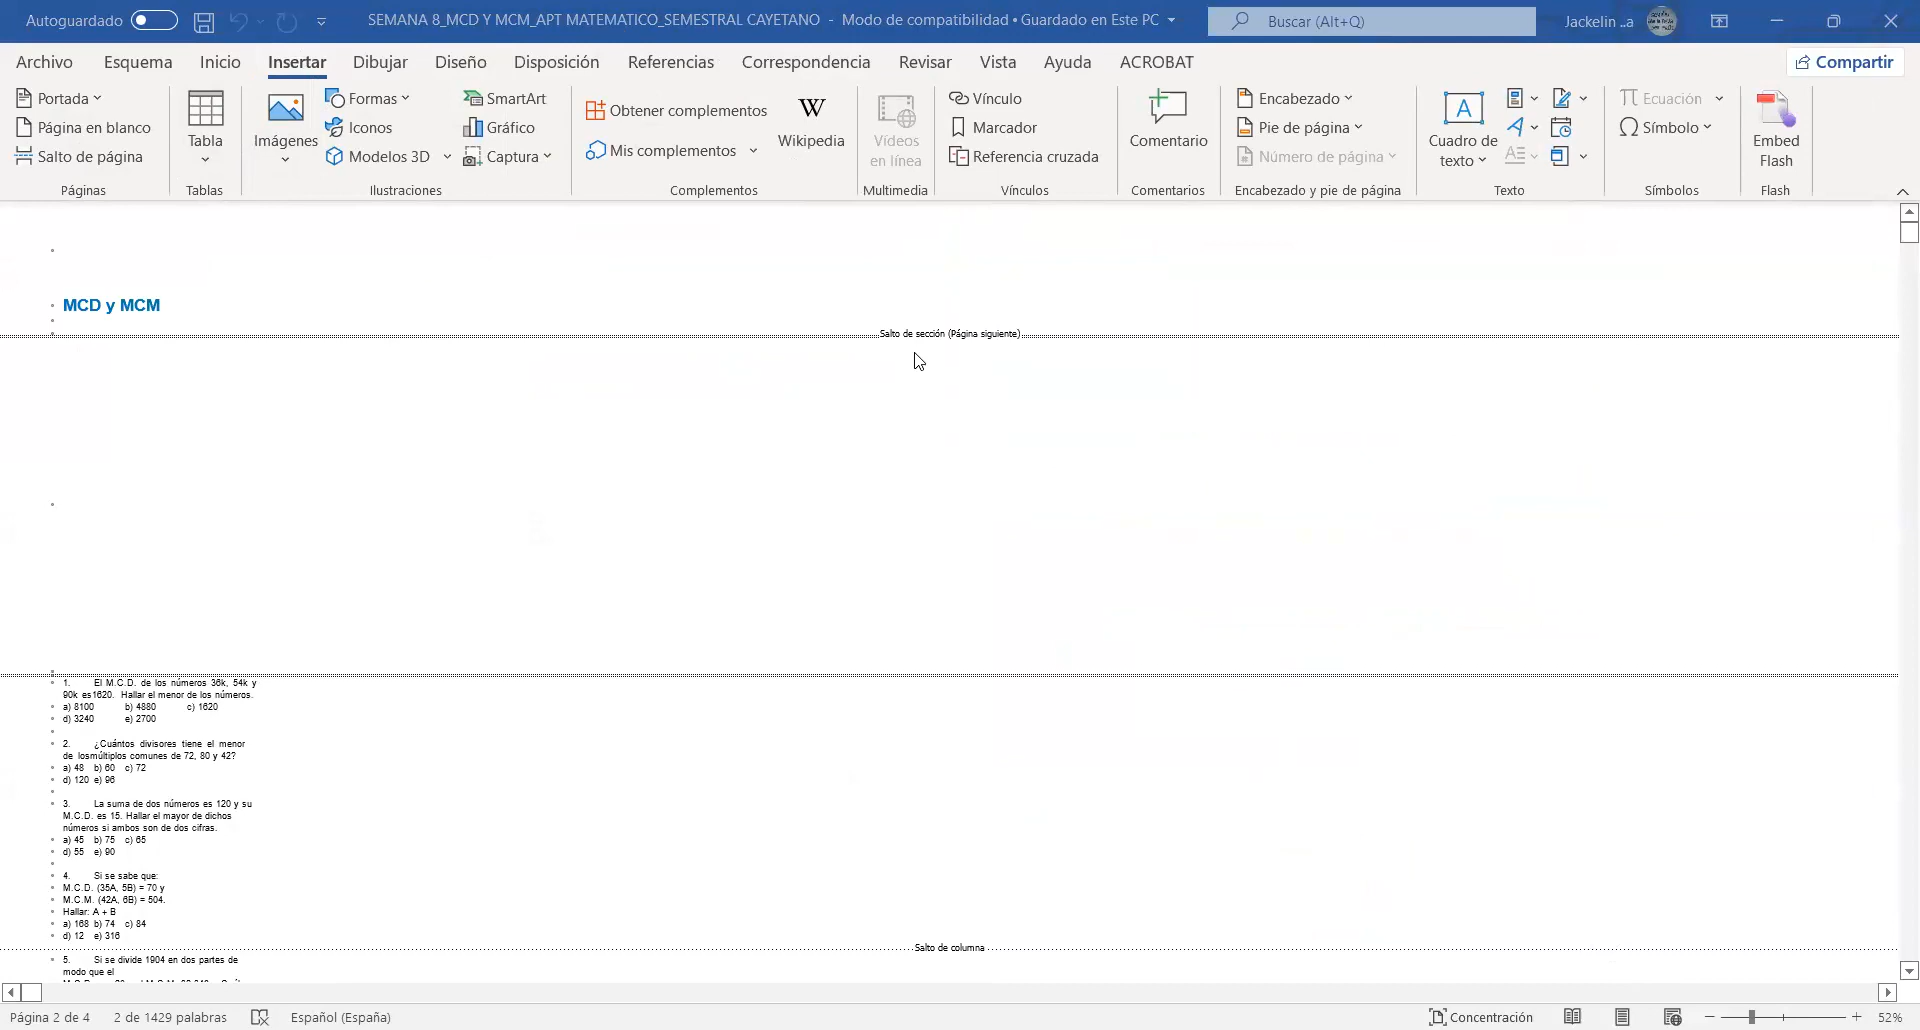 Autoguardado
SEMANA 8_MCD Y MCM_APT MATEMATICO_SEMESTRAL CAYETANO - Modo de compatibilidad • Guardado en Este PC
Buscar (Alt+Q)
Jackelin ..a
Archivo Esquema Inicio Insertar Dibujar Diseño Disposición Referencias Correspondencia Revisar Vista Ayuda ACROBAT
Compartir
Portada
Página en blanco
Salto de página
Páginas
Tabla
Tablas
Imágenes
Formas
Iconos
Modelos 3D
SmartArt
Gráfico
Captura
Ilustraciones
Obtener complementos
Mis complementos
Wikipedia
Complementos
Vídeos
en línea
Multimedia
Vínculo
Marcador
Referencia cruzada
Vínculos
Comentario
Comentarios
Encabezado
Pie de página
Número de página
Encabezado y pie de página
Cuadro de
texto
Texto
Ecuación
Símbolo
Símbolos
Embed
Flash
Flash
MCD y MCM
Salto de sección (Página siguiente)
1. El M.C.D. de los números 36k, 54k y
90k es1620. Hallar el menor de los números.
a) 8100 b) 4880 c) 1620
d) 3240 e) 2700
2. ¿Cuántos divisores tiene el menor
de losmúltiplos comunes de 72, 80 y 42?
a) 48 b) 60 c) 72
d) 120 e) 96
3. La suma de dos números es 120 y su
M.C.D. es 15. Hallar el mayor de dichos
números si ambos son de dos cifras.
a) 45 b) 75 c) 65
d) 55 e) 90
4. Si se sabe que:
M.C.D. (35A, 5B) = 70 y
M.C.M. (42A, 6B) = 504.
Hallar: A + B
a) 168 b) 74 c) 84
d) 12 e) 316
Salto de columna
5. Si se divide 1904 en dos partes de
modo que el
Página 2 de 4 2 de 1429 palabras Español (España)
Concentración
52%